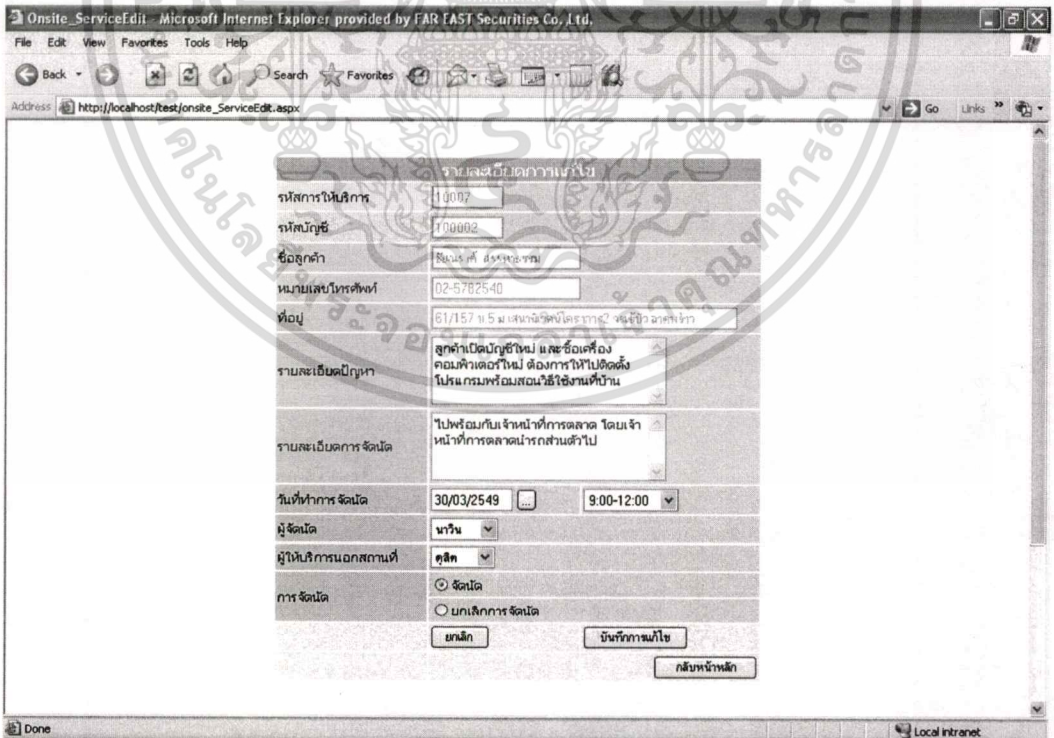 Onsite_ServiceEdit - Microsoft Internet Explorer provided by FAR EAST Securities Co,.Ltd.
File Edit View Favorites Tools Help
Back Search Favorites
Address http://localhost/test/onsite_ServiceEdit.aspx Go Links
รายละเอียดการแก้ไข
รหัสการให้บริการ 10007
รหัสบัญชี 100002
ชื่อลูกค้า
หมายเลขโทรศัพท์ 02-5782540
ที่อยู่ 61/157 ม.5
รายละเอียดปัญหา
ลูกค้าเปิดบัญชีใหม่ และซื้อเครื่อง
คอมพิวเตอร์ใหม่ ต้องการให้ไปติดตั้ง
โปรแกรมพร้อมสอนวิธีใช้งานที่บ้าน
รายละเอียดการจัดนัด
ไปพร้อมกับเจ้าหน้าที่การตลาด โดยเจ้า
หน้าที่การตลาดนำรถส่วนตัวไป
วันที่ทำการจัดนัด 30/03/2549 ... 9:00-12:00
ผู้จัดนัด นาวิน
ผู้ให้บริการนอกสถานที่ ดุสิต
การจัดนัด
จัดนัด
ยกเลิกการจัดนัด
ยกเลิก บันทึกการแก้ไข
กลับหน้าหลัก
Done Local intranet